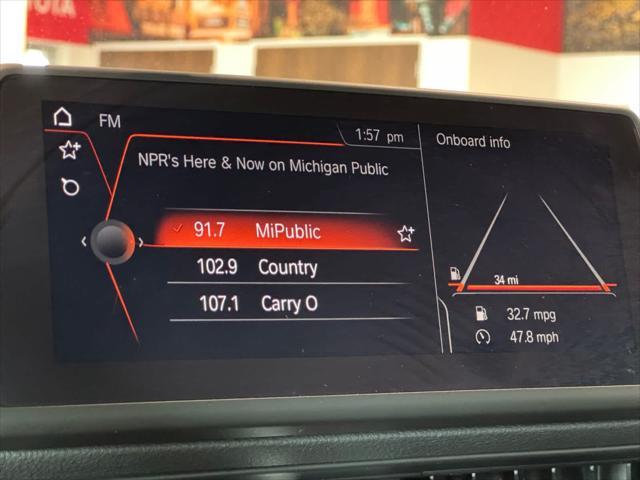 TOYOTA
FM
1:57 pm
Onboard info
NPR's Here & Now on Michigan Public
91.7 MiPublic
102.9 Country
107.1 Carry O
34 mi
32.7 mpg
47.8 mph